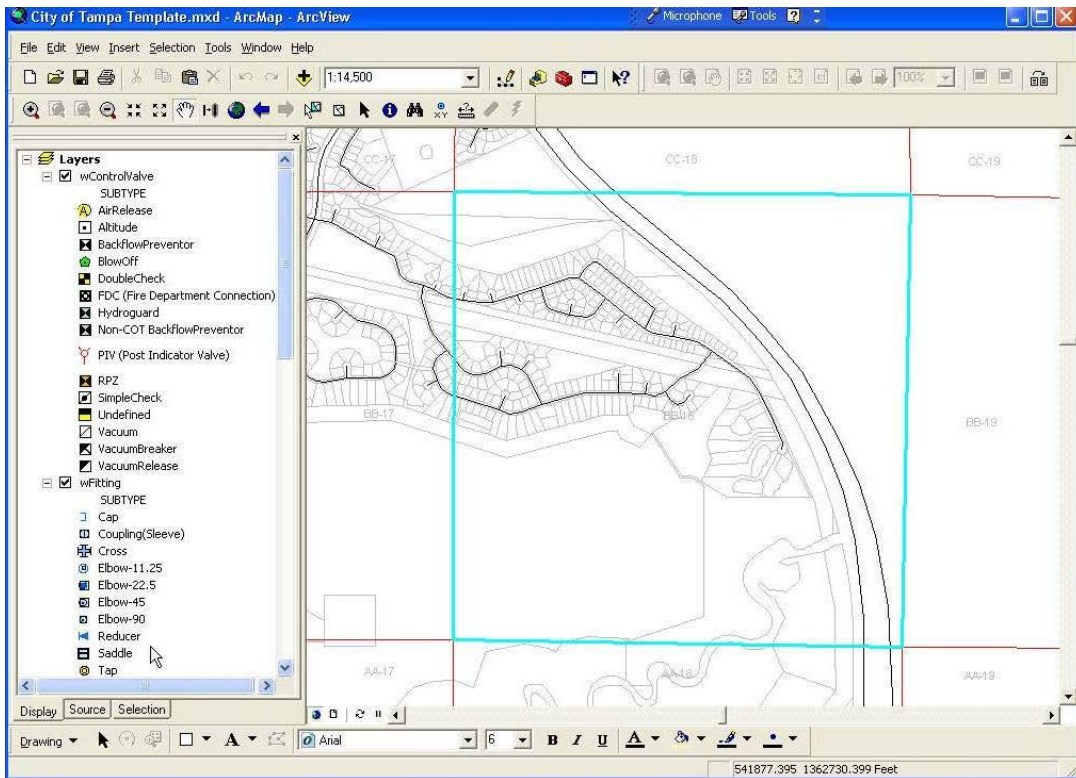 City of Tampa Template.mxd - ArcMap - ArcView
Microphone Tools
File Edit View Insert Selection Tools Window Help
1:14,500
100%
Layers
wControlValve
SUBTYPE
AirRelease
Altitude
BackflowPreventor
BlowOff
DoubleCheck
FDC (Fire Department Connection)
Hydroguard
Non-COT BackflowPreventor
PIV (Post Indicator Valve)
RPZ
SimpleCheck
Undefined
Vacuum
VacuumBreaker
VacuumRelease
wFitting
SUBTYPE
Cap
Coupling(Sleeve)
Cross
Elbow-11.25
Elbow-22.5
Elbow-45
Elbow-90
Reducer
Saddle
Tap
CC-17 CC-18 CC-19
BB-17 BB-18 BB-19
AA-17 AA-18 AA-19
Display Source Selection
Drawing A Arial 6 B I U A
541877.395 1362730.399 Feet